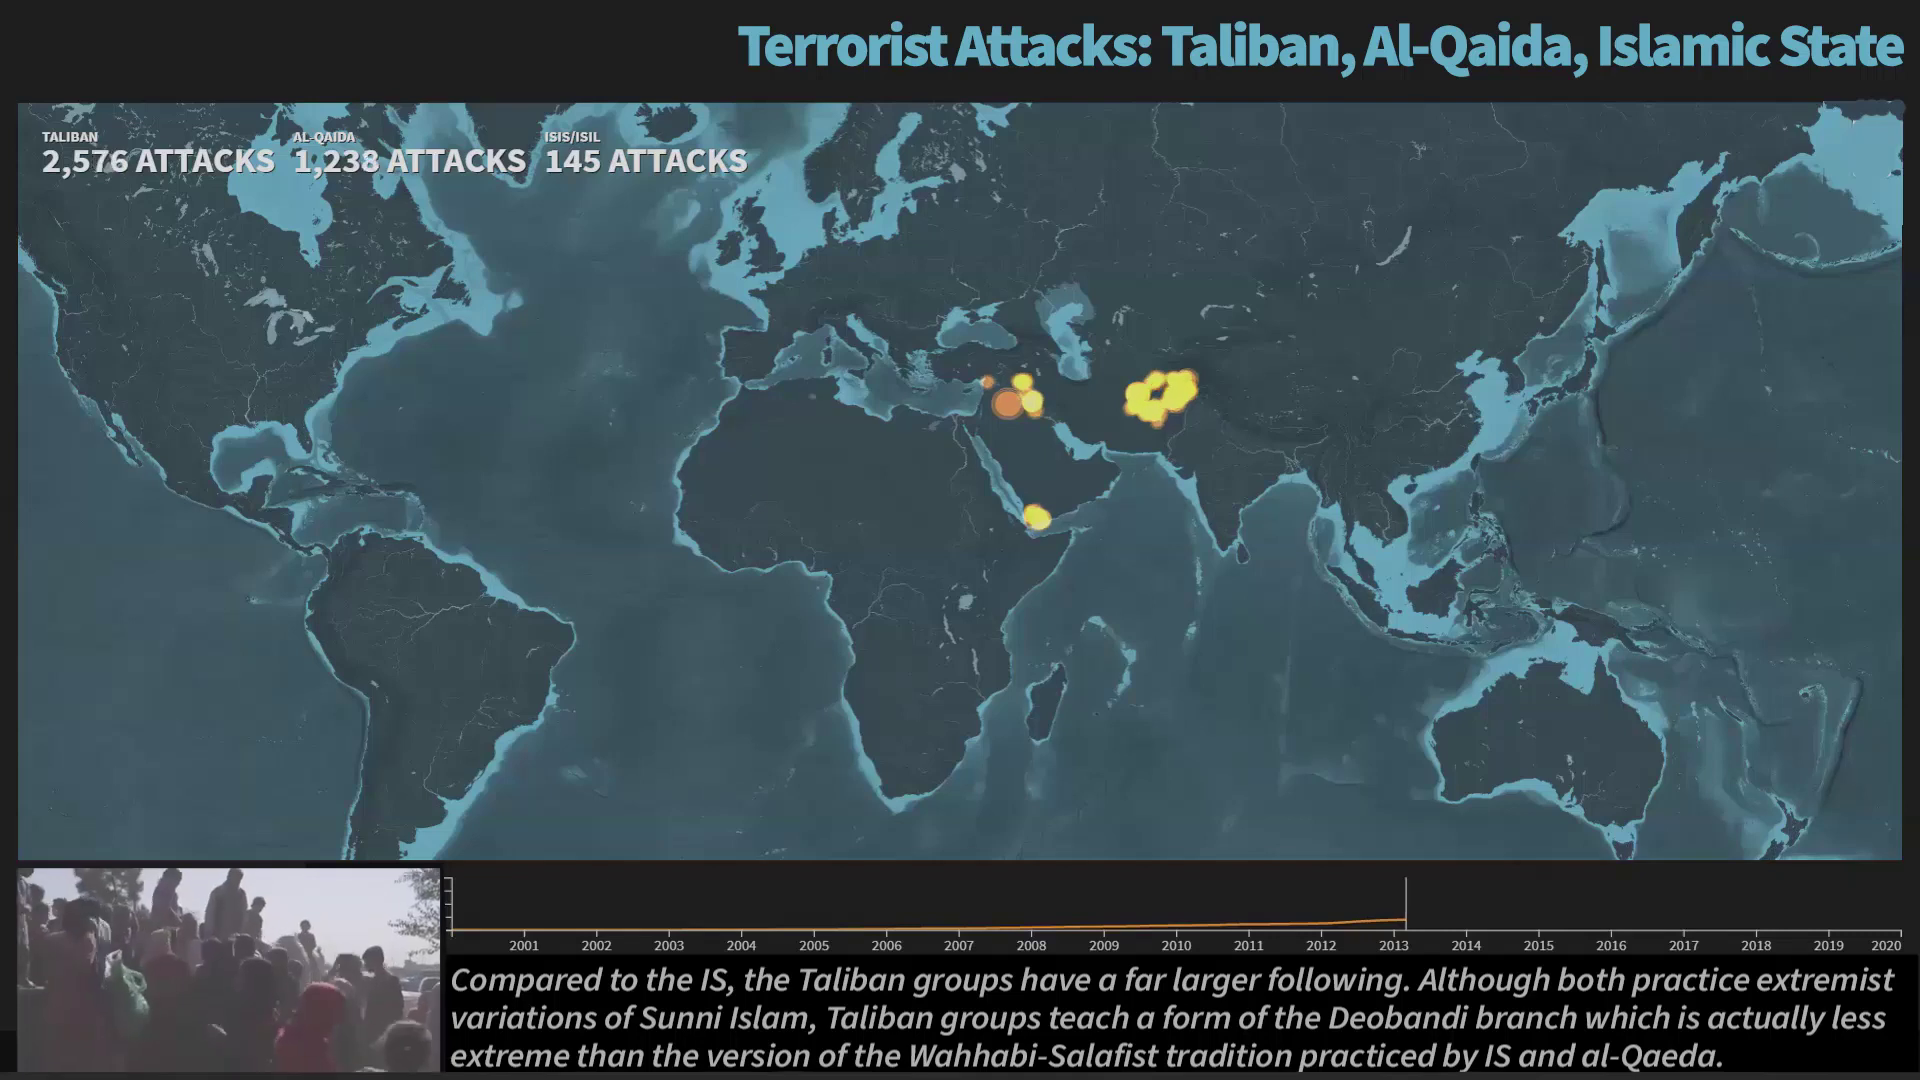 Terrorist Attacks: Taliban, Al-Qaida, Islamic State
TALIBAN
2,576 ATTACKS
AL-QAIDA
1,238 ATTACKS
ISIS/ISIL
145 ATTACKS
2001 2002 2003 2004 2005 2006 2007 2008 2009 2010 2011 2012 2013 2014 2015 2016 2017 2018 2019 2020
Compared to the IS, the Taliban groups have a far larger following. Although both practice extremist
variations of Sunni Islam, Taliban groups teach a form of the Deobandi branch which is actually less
extreme than the version of the Wahhabi-Salafist tradition practiced by IS and al-Qaeda.